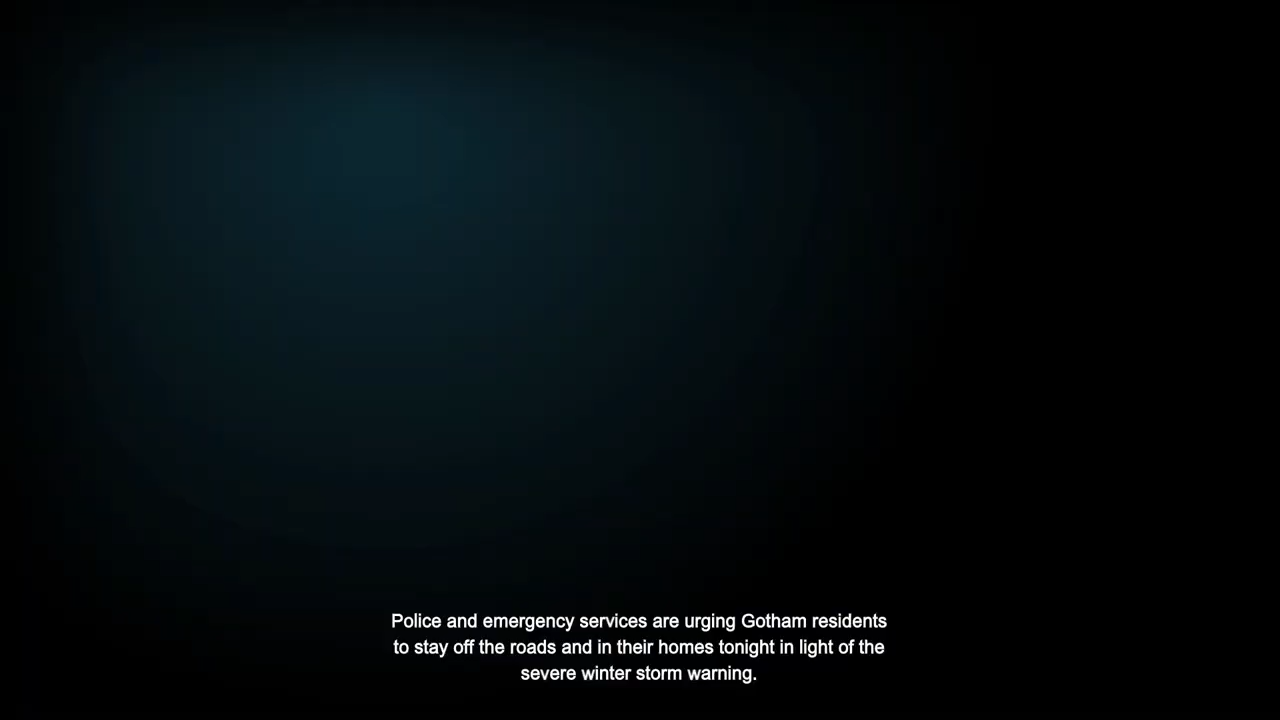 Police and emergency services are urging Gotham residents
to stay off the roads and in their homes tonight in light of the
severe winter storm warning.